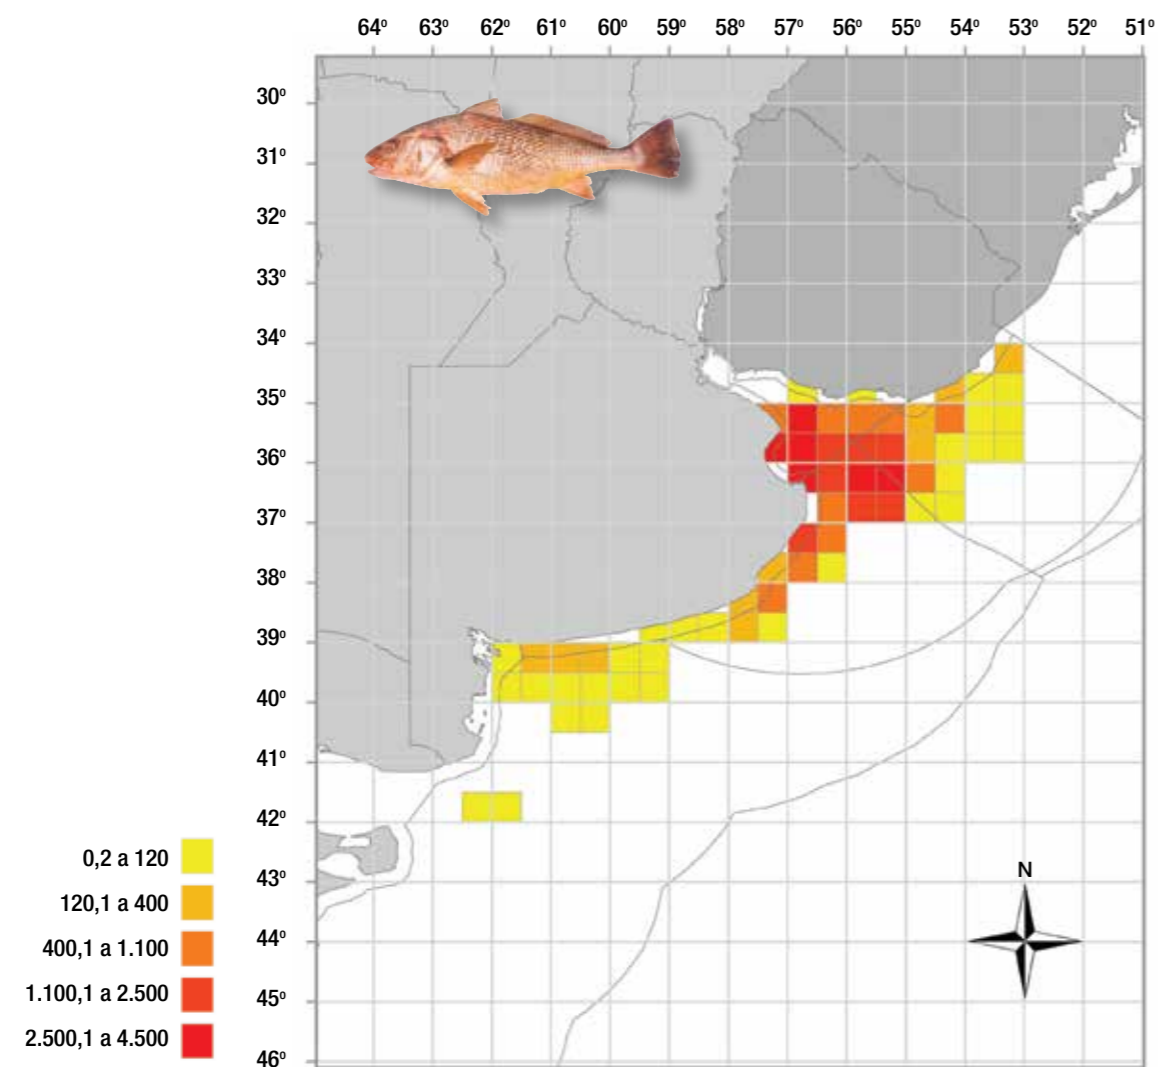 64º 63º 62º 61º 60º 59º 58º 57º 56º 55º 54º 53º 52º 51º
30º
31º
32º
33º
34º
35º
36º
37º
38º
39º
40º
41º
42º
43º
44º
45º
46º
N
0,2 a 120
120,1 a 400
400,1 a 1.100
1.100,1 a 2.500
2.500,1 a 4.500